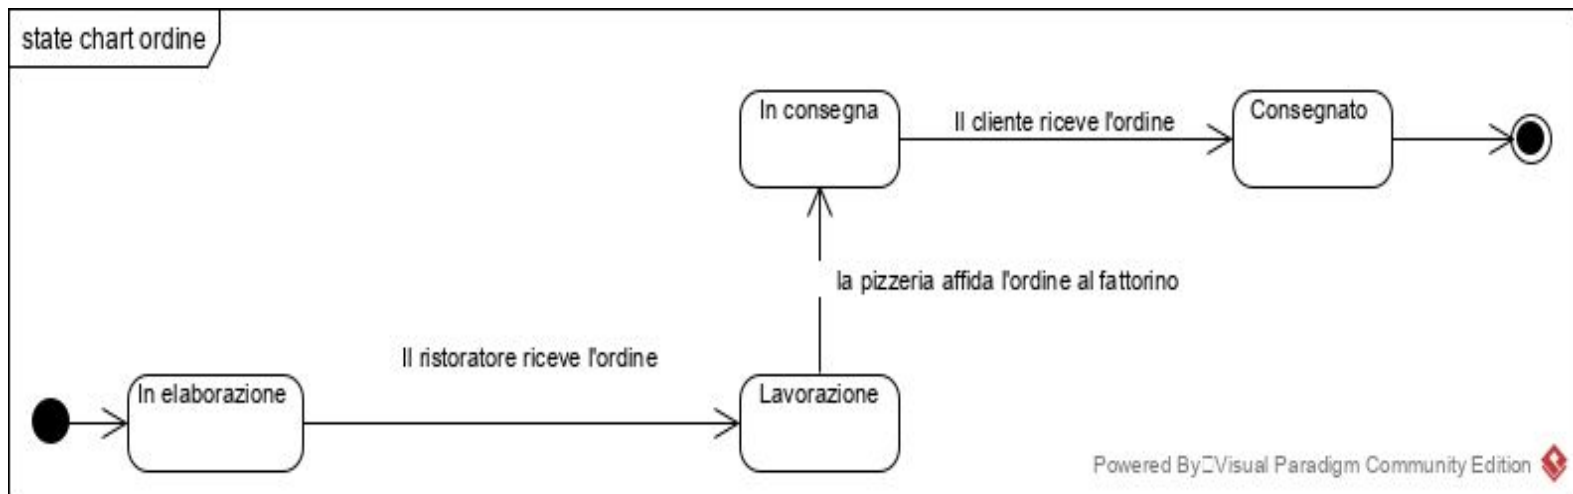 state chart ordine
In consegna
Il cliente riceve l'ordine
Consegnato
la pizzeria affida l'ordine al fattorino
Il ristoratore riceve l'ordine
In elaborazione
Lavorazione
Powered By Visual Paradigm Community Edition